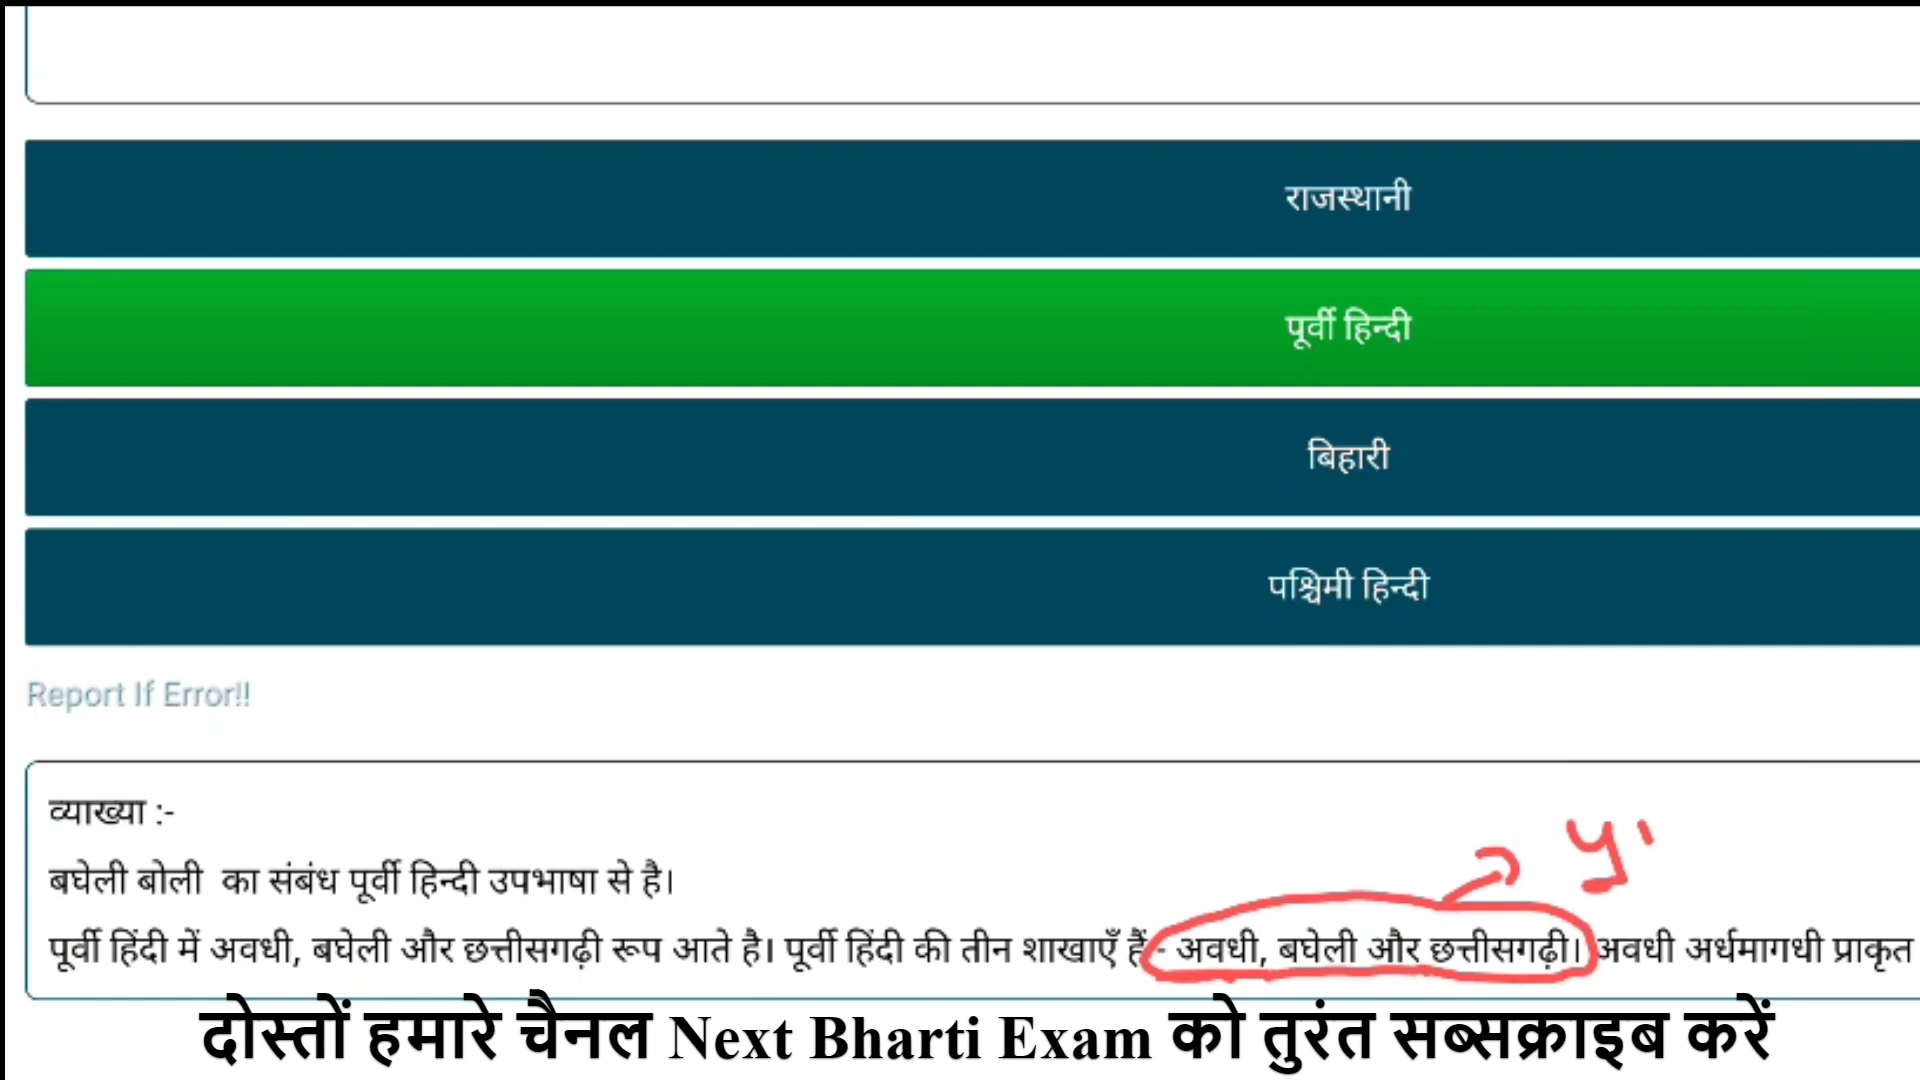 राजस्थानी
पूर्वी हिन्दी
बिहारी
पश्चिमी हिन्दी
Report If Error!!
व्याख्या :-
बघेली बोली का संबंध पूर्वी हिन्दी उपभाषा से है।
पूर्वी हिंदी में अवधी, बघेली और छत्तीसगढ़ी रूप आते है। पूर्वी हिंदी की तीन शाखाएँ हैं - अवधी, बघेली और छत्तीसगढ़ी। अवधी अर्धमागधी प्राकृत
दोस्तों हमारे चैनल Next Bharti Exam को तुरंत सब्सक्राइब करें